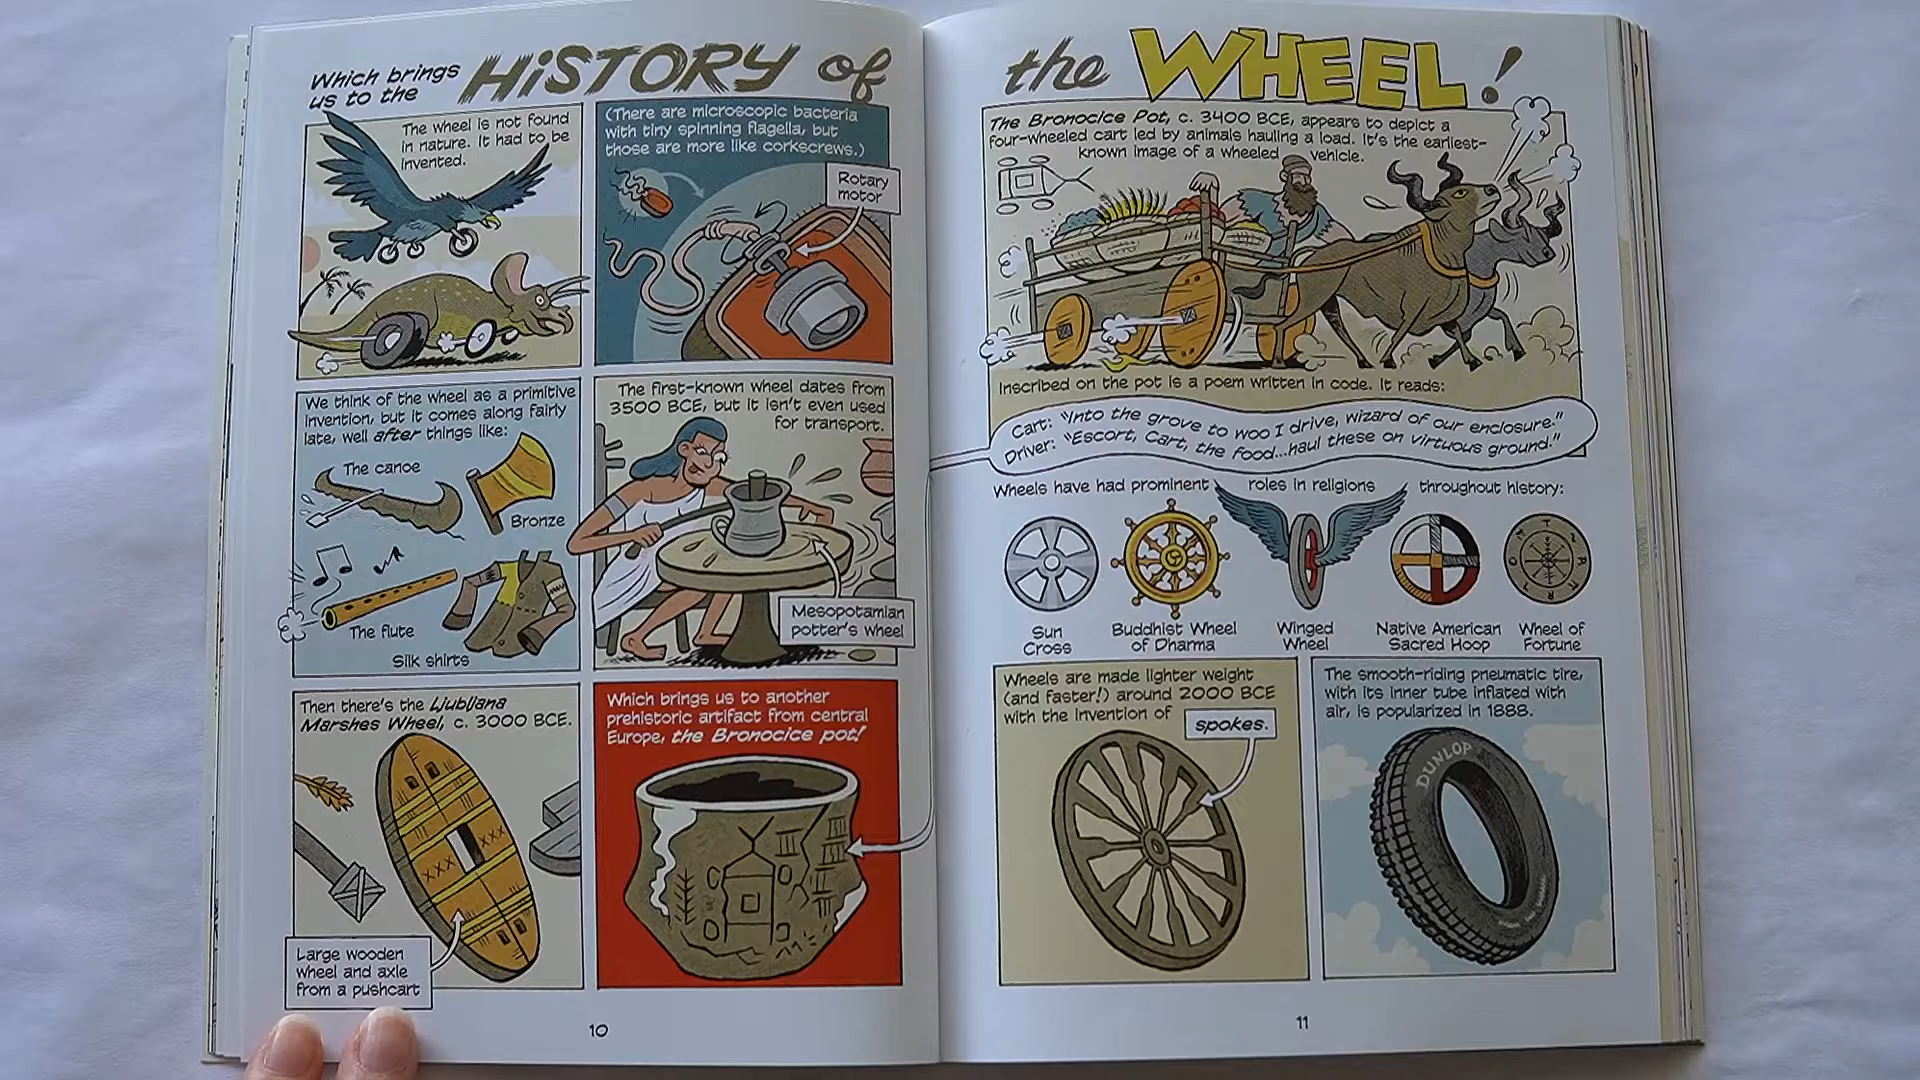 Which brings
us to the
HISTORY of
The wheel is not found
in nature. It had to be
invented.
(There are microscopic bacteria
with tiny spinning flagella, but
those are more like corkscrews.)
Rotary
motor
We think of the wheel as a primitive
invention, but it comes along fairly
late, well after things like:
The canoe
Bronze
The flute
Silk shirts
The first-known wheel dates from
3500 BCE, but it isn't even used
for transport.
Mesopotamian
potter's wheel
Then there's the Ljubljana
Marshes Wheel, c. 3000 BCE.
Large wooden
wheel and axle
from a pushcart
Which brings us to another
prehistoric artifact from central
Europe, the Bronocice pot!
10
the WHEEL!
The Bronocice Pot, c. 3400 BCE, appears to depict a
four-wheeled cart led by animals hauling a load. It's the earliest-
known image of a wheeled vehicle.
Inscribed on the pot is a poem written in code. It reads:
Cart: "Into the grove to woo I drive, wizard of our enclosure."
Driver: "Escort, Cart, the food...haul these on virtuous ground."
Wheels have had prominent roles in religions throughout history:
Sun
Cross
Buddhist Wheel
of Dharma
Winged
Wheel
Native American
Sacred Hoop
Wheel of
Fortune
Wheels are made lighter weight
(and faster!) around 2000 BCE
with the invention of
spokes.
The smooth-riding pneumatic tire,
with its inner tube inflated with
air, is popularized in 1888.
DUNLOP
11